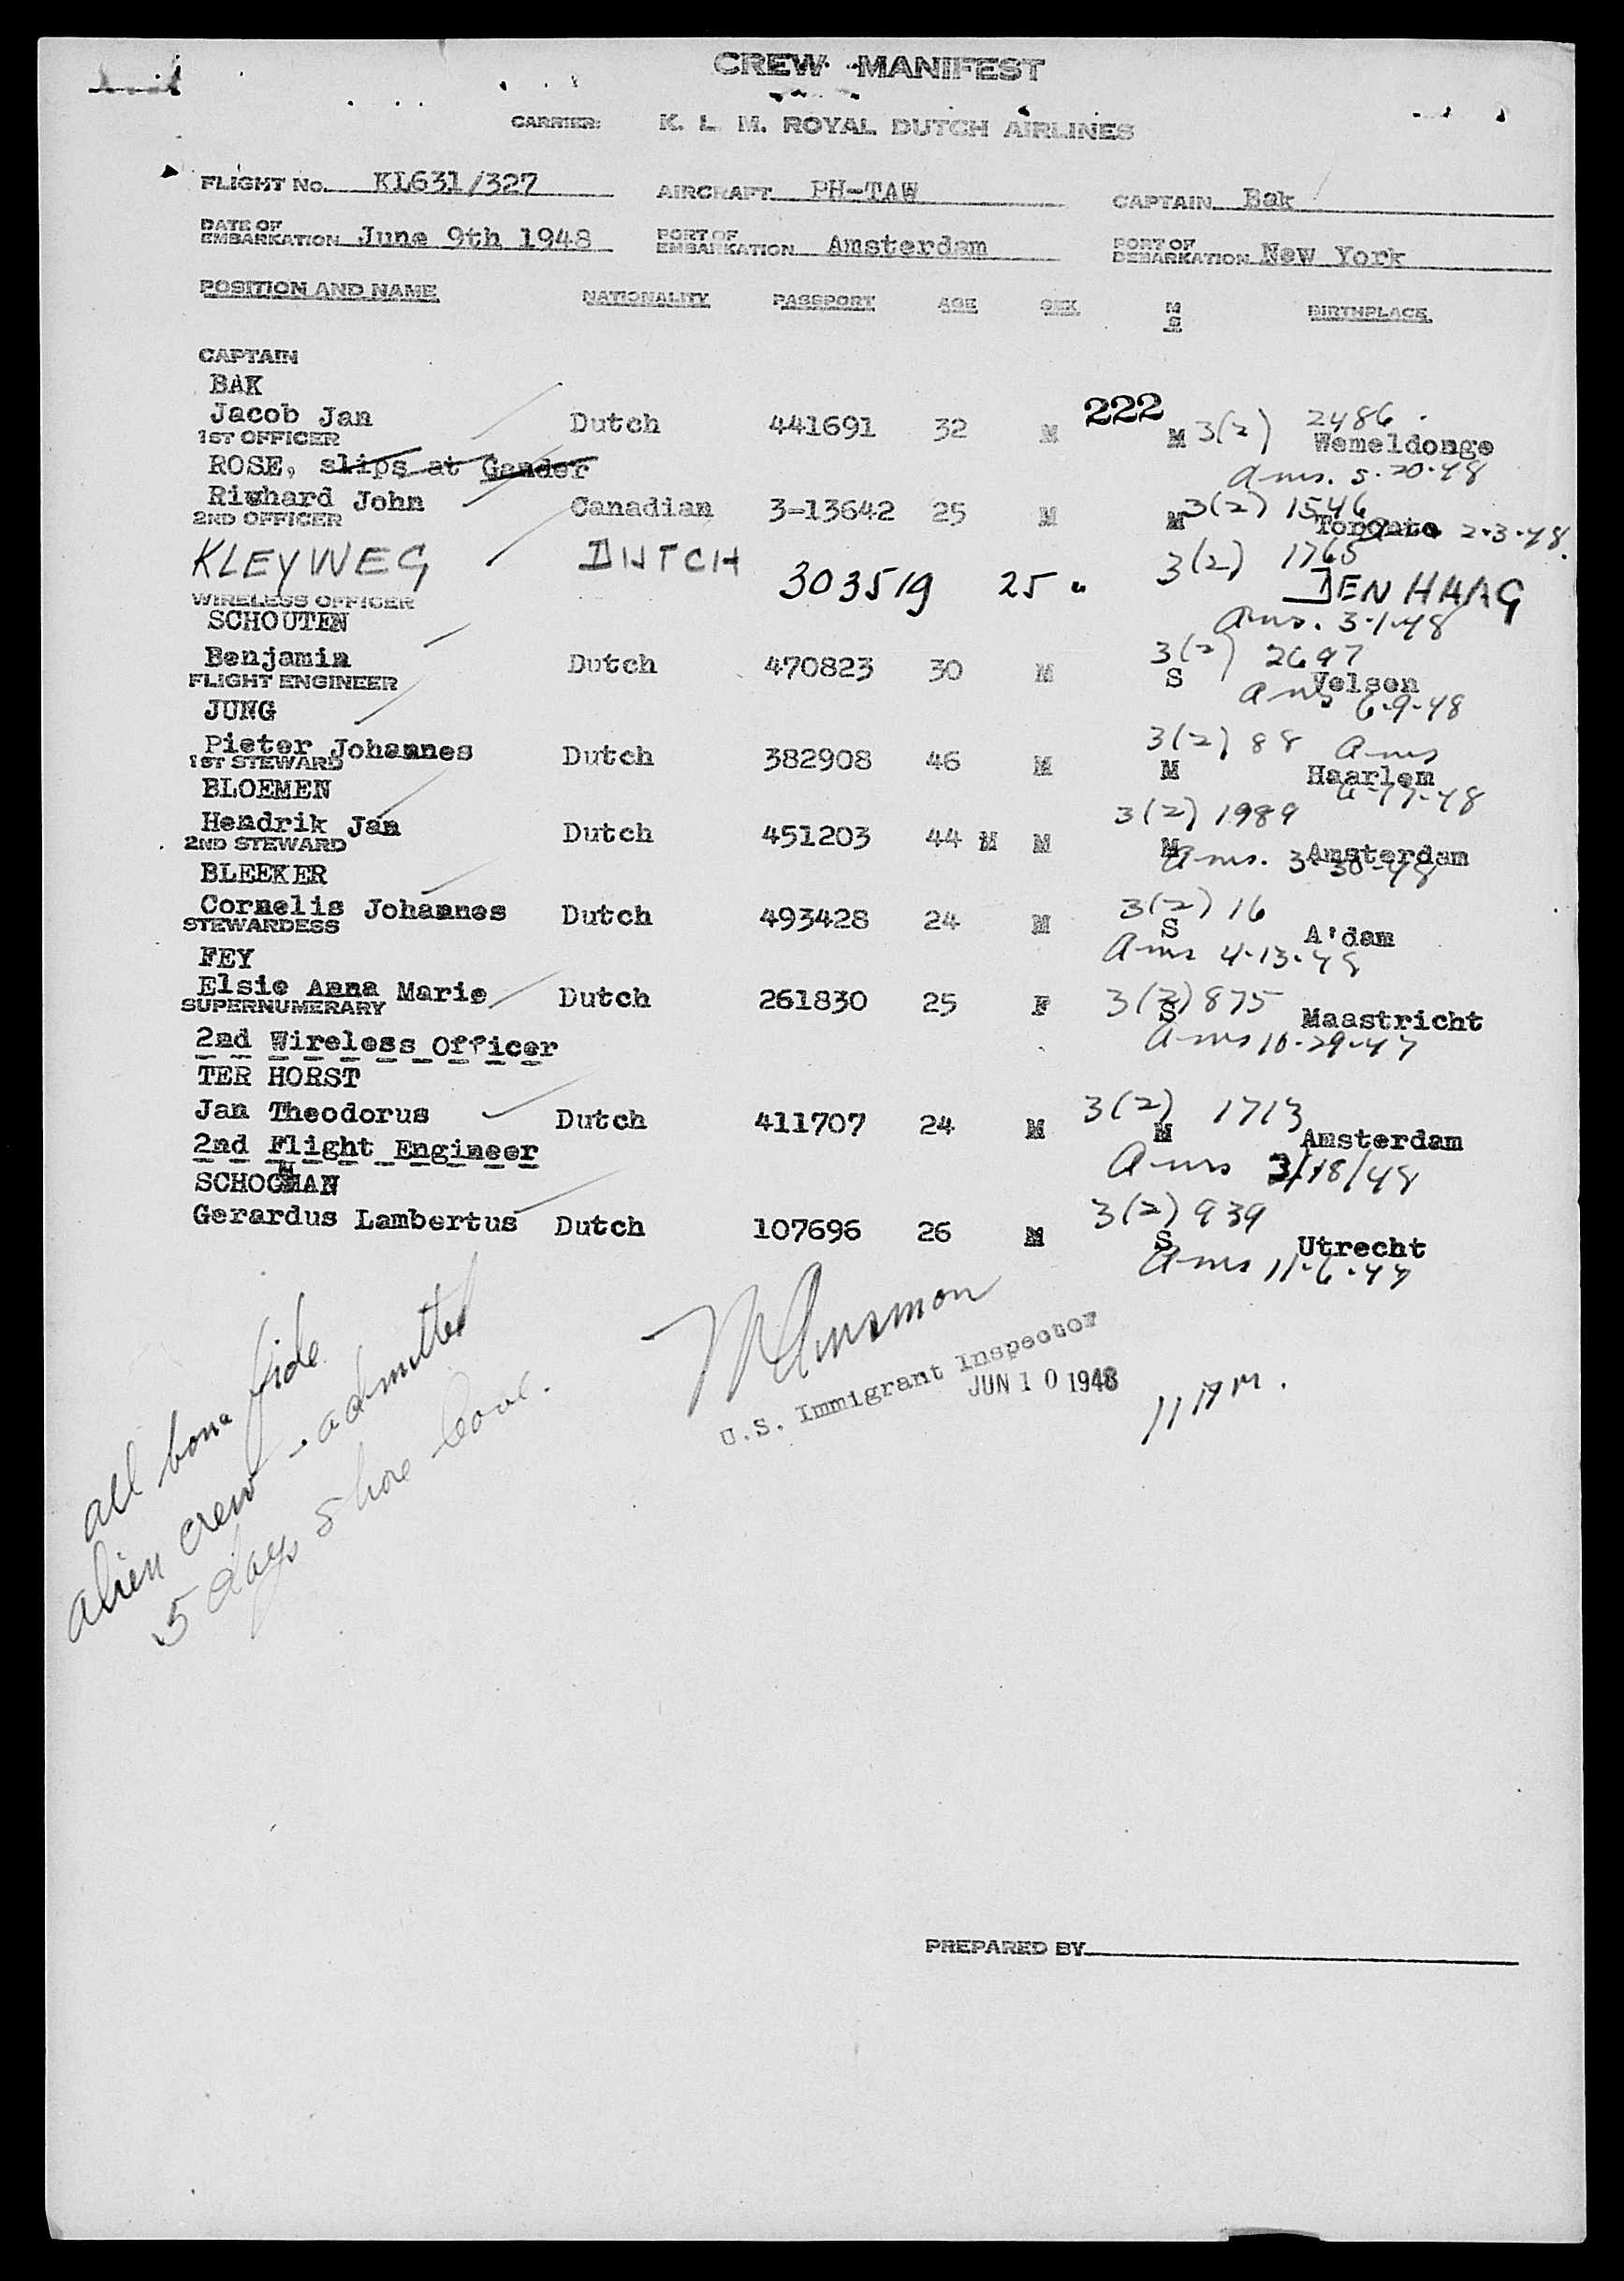 CREW MANIFEST
CARRIER: K. L. M. ROYAL DUTCH AIRLINES
FLIGHT No. KL631/327 AIRCRAFT PH-TAW CAPTAIN Bak
DATE OF EMBARKATION June 9th 1948 PORT OF EMBARKATION Amsterdam PORT OF DEBARKATION New York
POSITION AND NAME NATIONALITY PASSPORT AGE SEX M S BIRTHPLACE
CAPTAIN
BAK
222 3(2) 2486
Jacob Jan Dutch 441691 32 M M Wemeldonge
1ST OFFICER
ROSE, slips at Gander
Ams. 5-20-48
Righard John Canadian 3-13642 25 M M 3(2) 1546 Toronto 2-3-48
2ND OFFICER
KLEYWEG DUTCH 303519 25 " 3(2) 1765 DEN HAAG
WIRELESS OFFICER
SCHOUTEN
Ams. 3-1-48
3(2) 2697
Benjamin Dutch 470823 30 M S Velsen
FLIGHT ENGINEER
Ams 6-9-48
JUNG
3(2) 88 Ams
Pieter Johannes Dutch 382908 46 M M Haarlem
1ST STEWARD
BLOEMEN
3(2) 1989
Hendrik Jan Dutch 451203 44 M M M Amsterdam
2ND STEWARD
Ams. 3-30-48
BLEEKER
3(2) 16
Cornelis Johannes Dutch 493428 24 M S A'dam
STEWARDESS
Ams 4-13-48
FEY
Elsie Anna Marie Dutch 261830 25 F 3(2) 875 S Maastricht
SUPERNUMERARY
Ams 10-29-47
2nd Wireless Officer
TER HORST
3(2) 1713
Jan Theodorus Dutch 411707 24 M M Amsterdam
2nd Flight Engineer
Ams 3/18/48
SCHOCMAN
3(2) 939
Gerardus Lambertus Dutch 107696 26 M S Utrecht
Ams 11-6-47
all bona fide
alien crew - admitted
5 days shore leave.
U.S. Immigrant Inspector
JUN 10 1948
11 AM.
PREPARED BY